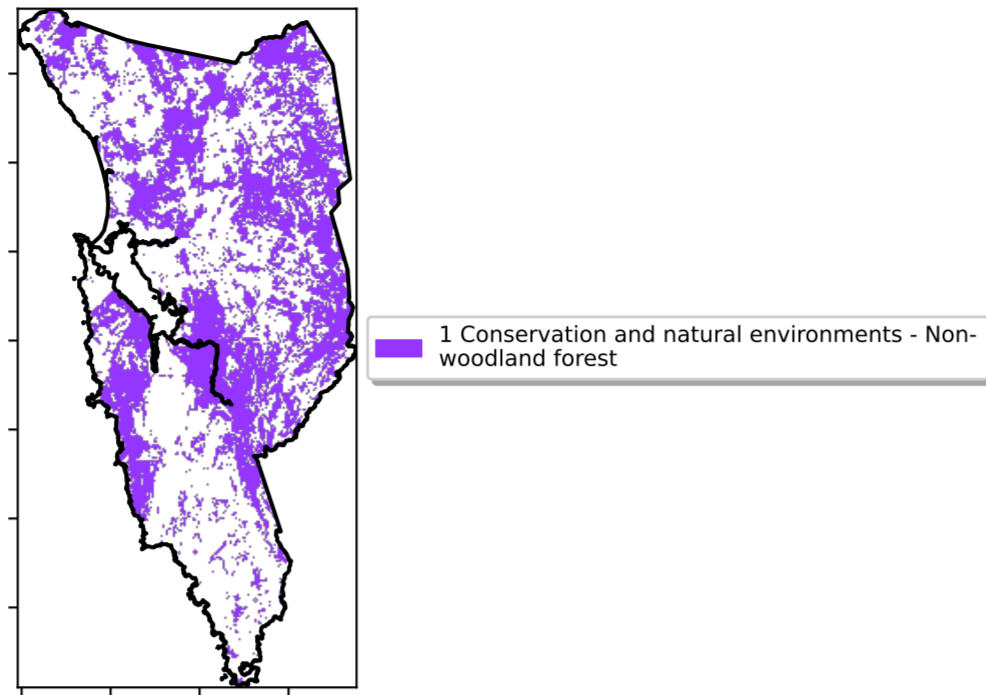 1 Conservation and natural environments - Non-
woodland forest